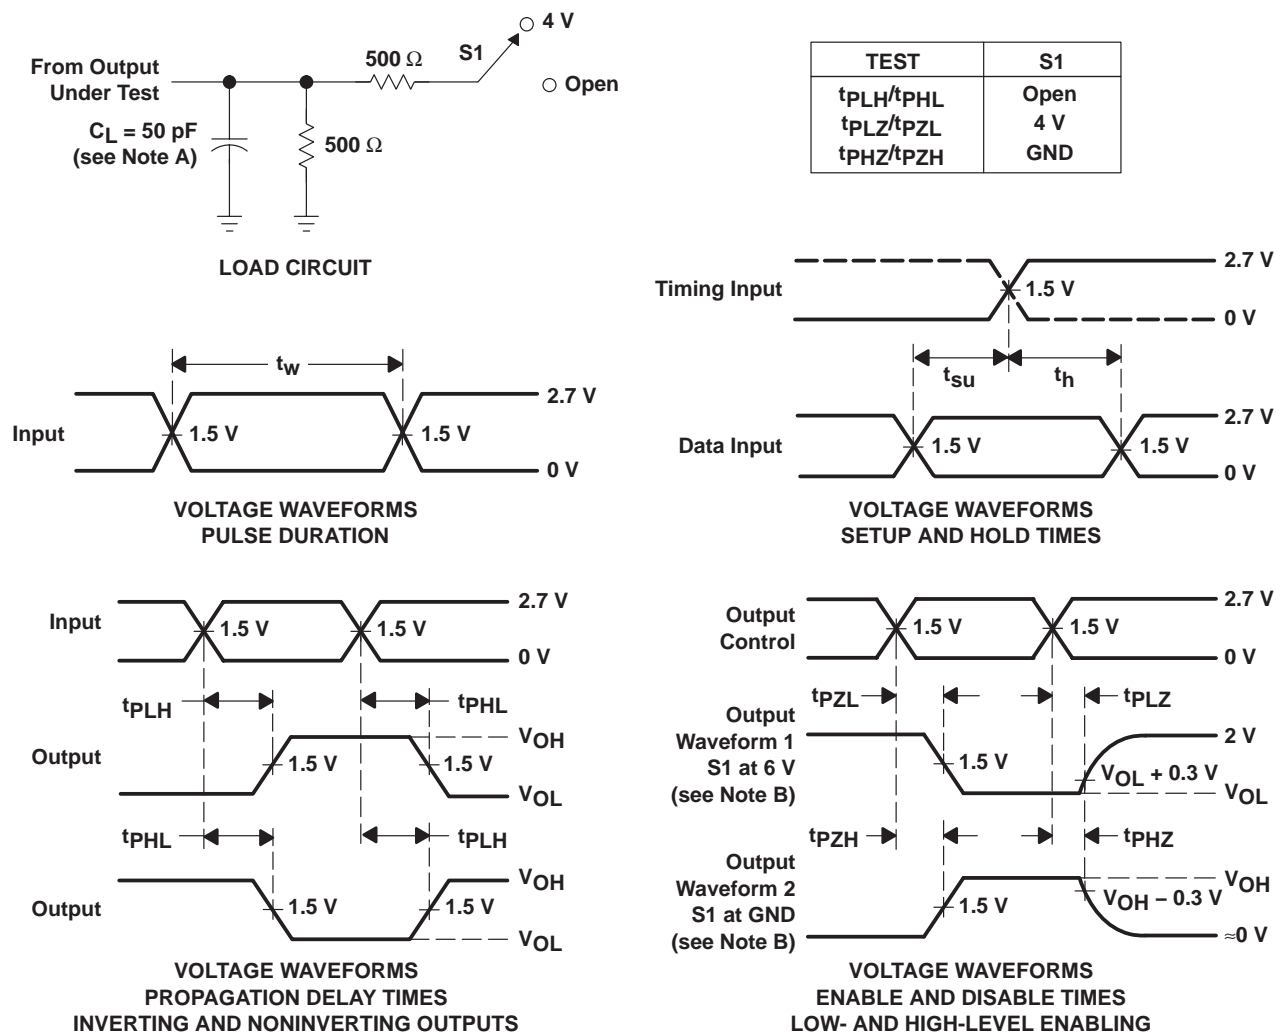 4 V
S1
500 Ω
Open
From Output
Under Test
CL = 50 pF
(see Note A)
500 Ω
LOAD CIRCUIT
TEST S1
tPLH/tPHL Open
tPLZ/tPZL 4 V
tPHZ/tPZH GND
Timing Input
2.7 V
1.5 V
0 V
tsu th
Data Input
2.7 V
1.5 V 1.5 V
0 V
VOLTAGE WAVEFORMS
SETUP AND HOLD TIMES
tw
Input
2.7 V
1.5 V 1.5 V
0 V
VOLTAGE WAVEFORMS
PULSE DURATION
Input
2.7 V
1.5 V 1.5 V
0 V
tPLH tPHL
Output
VOH
1.5 V 1.5 V
VOL
tPHL tPLH
Output
VOH
1.5 V 1.5 V
VOL
VOLTAGE WAVEFORMS
PROPAGATION DELAY TIMES
INVERTING AND NONINVERTING OUTPUTS
Output
Control
2.7 V
1.5 V 1.5 V
0 V
tPZL tPLZ
Output
Waveform 1
S1 at 6 V
(see Note B)
2 V
1.5 V VOL + 0.3 V
VOL
tPZH tPHZ
Output
Waveform 2
S1 at GND
(see Note B)
VOH
1.5 V VOH − 0.3 V
≈0 V
VOLTAGE WAVEFORMS
ENABLE AND DISABLE TIMES
LOW- AND HIGH-LEVEL ENABLING